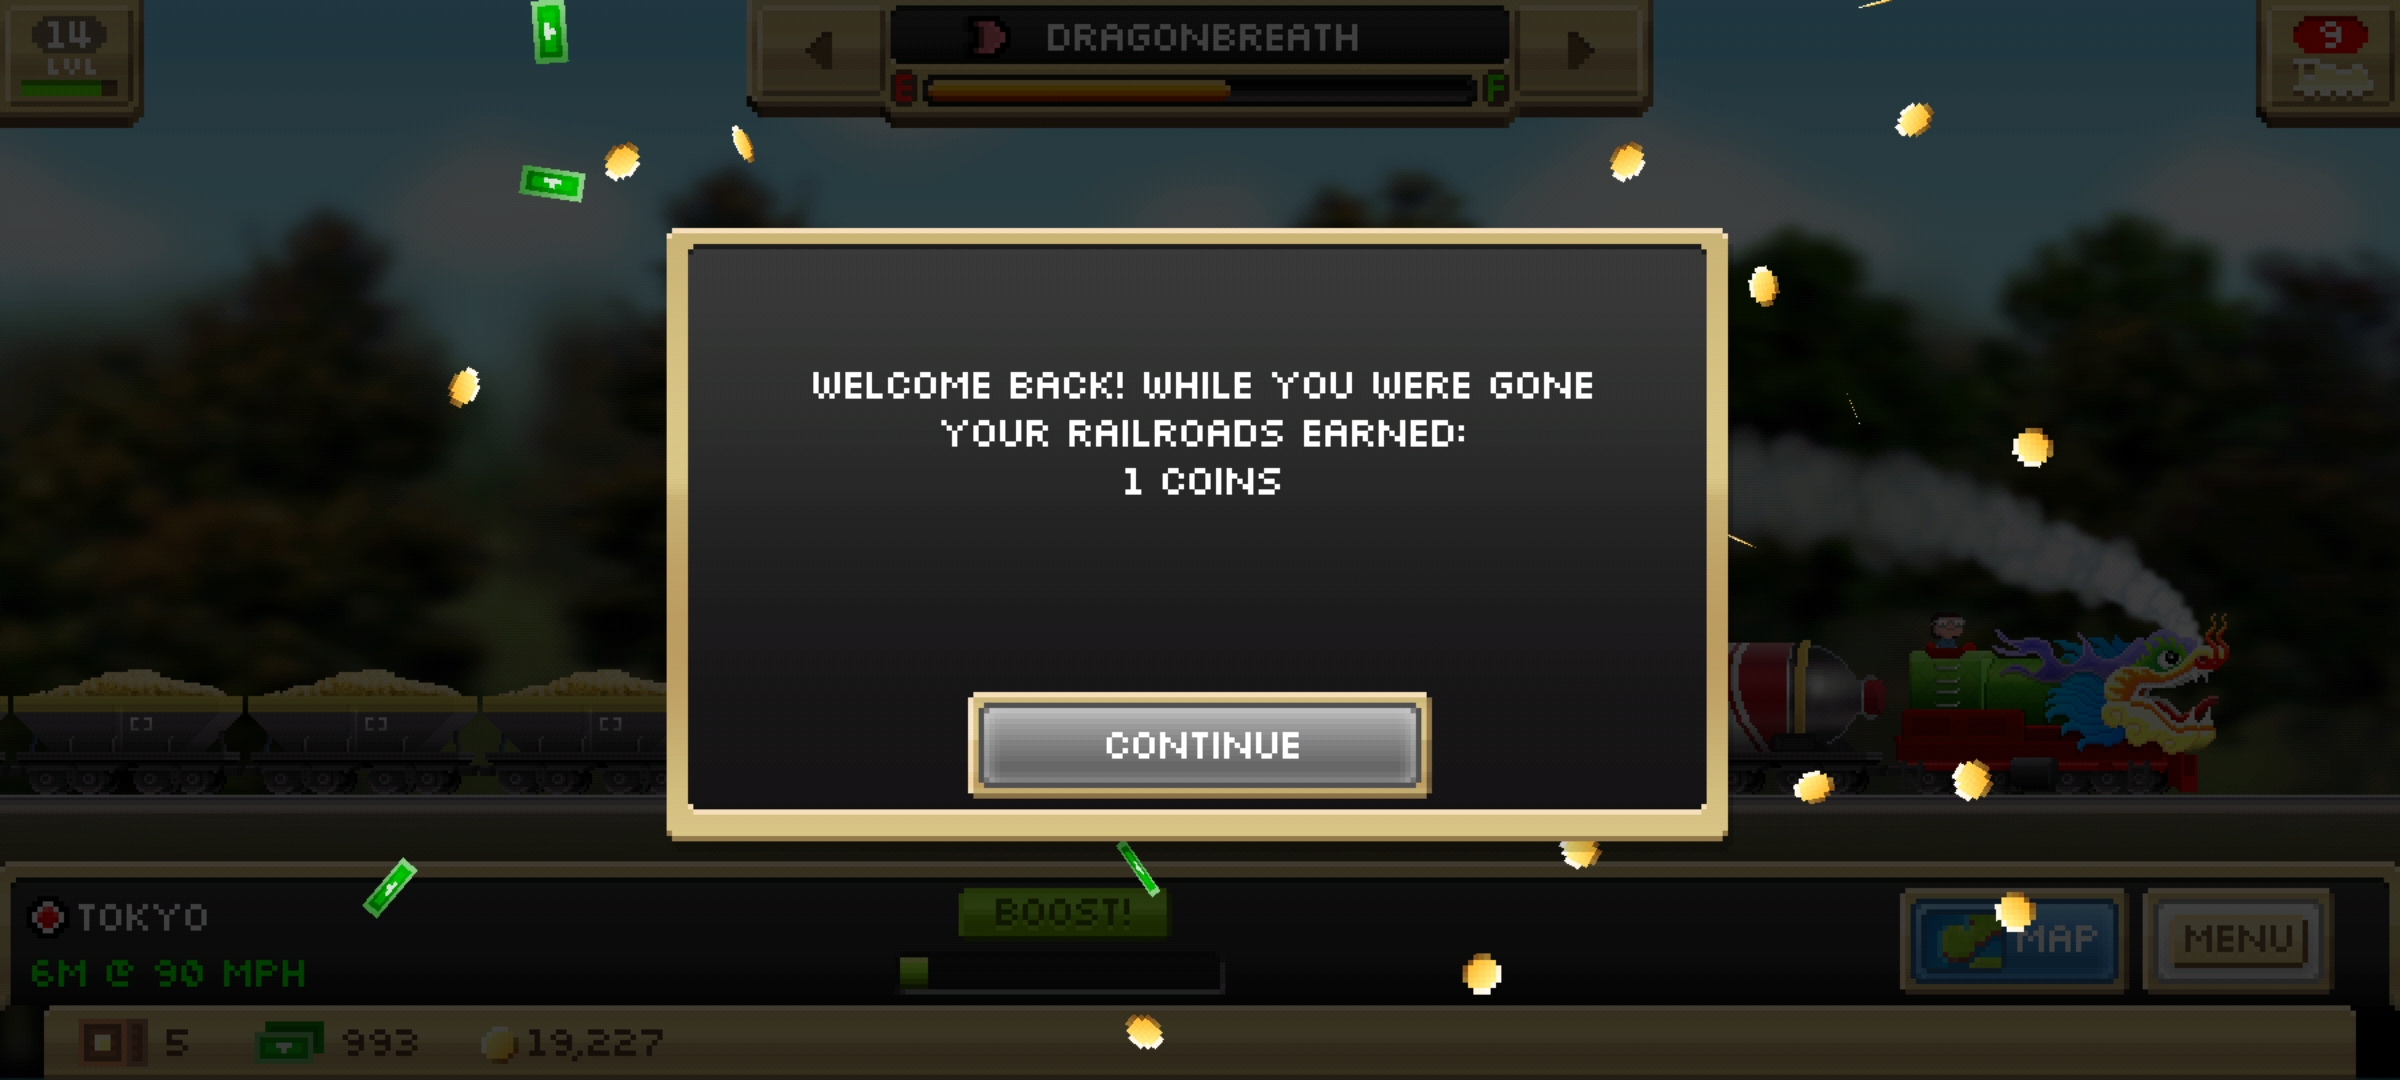 14
LVL
DRAGONBREATH
E F
9
WELCOME BACK! WHILE YOU WERE GONE
YOUR RAILROADS EARNED:
1 COINS
CONTINUE
TOKYO
6M @ 90 MPH
BOOST!
MAP
MENU
5 993 19,227